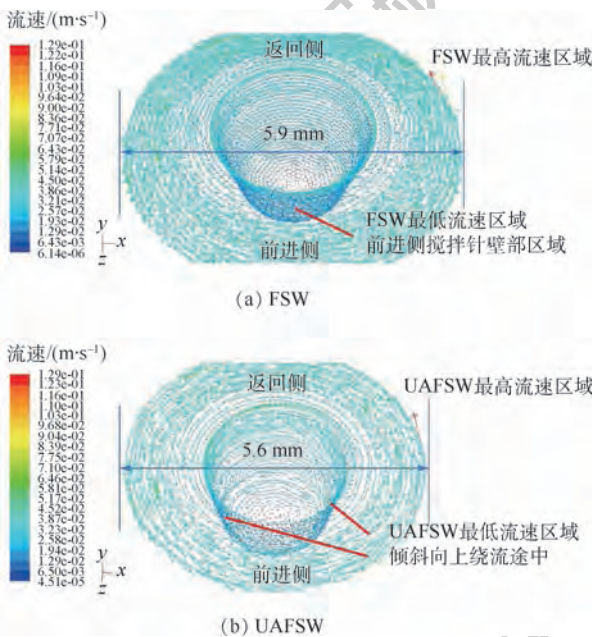 流速/(m·s⁻¹)
1.29e-01
1.22e-01
1.16e-01
1.09e-01
1.03e-01
9.64e-02
9.00e-02
8.36e-02
7.71e-02
7.07e-02
6.43e-02
5.79e-02
5.14e-02
4.50e-02
3.86e-02
3.21e-02
2.57e-02
1.93e-02
1.29e-02
6.43e-03
6.14e-06
返回侧
FSW最高流速区域
5.9 mm
FSW最低流速区域
前进侧搅拌针壁部区域
前进侧
y
x
z
(a) FSW
流速/(m·s⁻¹)
1.29e-01
1.23e-01
1.16e-01
1.10e-01
1.03e-01
9.68e-02
9.04e-02
8.39e-02
7.75e-02
7.10e-02
6.46e-02
5.81e-02
5.17e-02
4.52e-02
3.87e-02
3.23e-02
2.58e-02
1.94e-02
1.29e-02
6.50e-03
4.51e-05
返回侧
UAFSW最高流速区域
5.6 mm
UAFSW最低流速区域
倾斜向上绕流途中
前进侧
y
x
z
(b) UAFSW